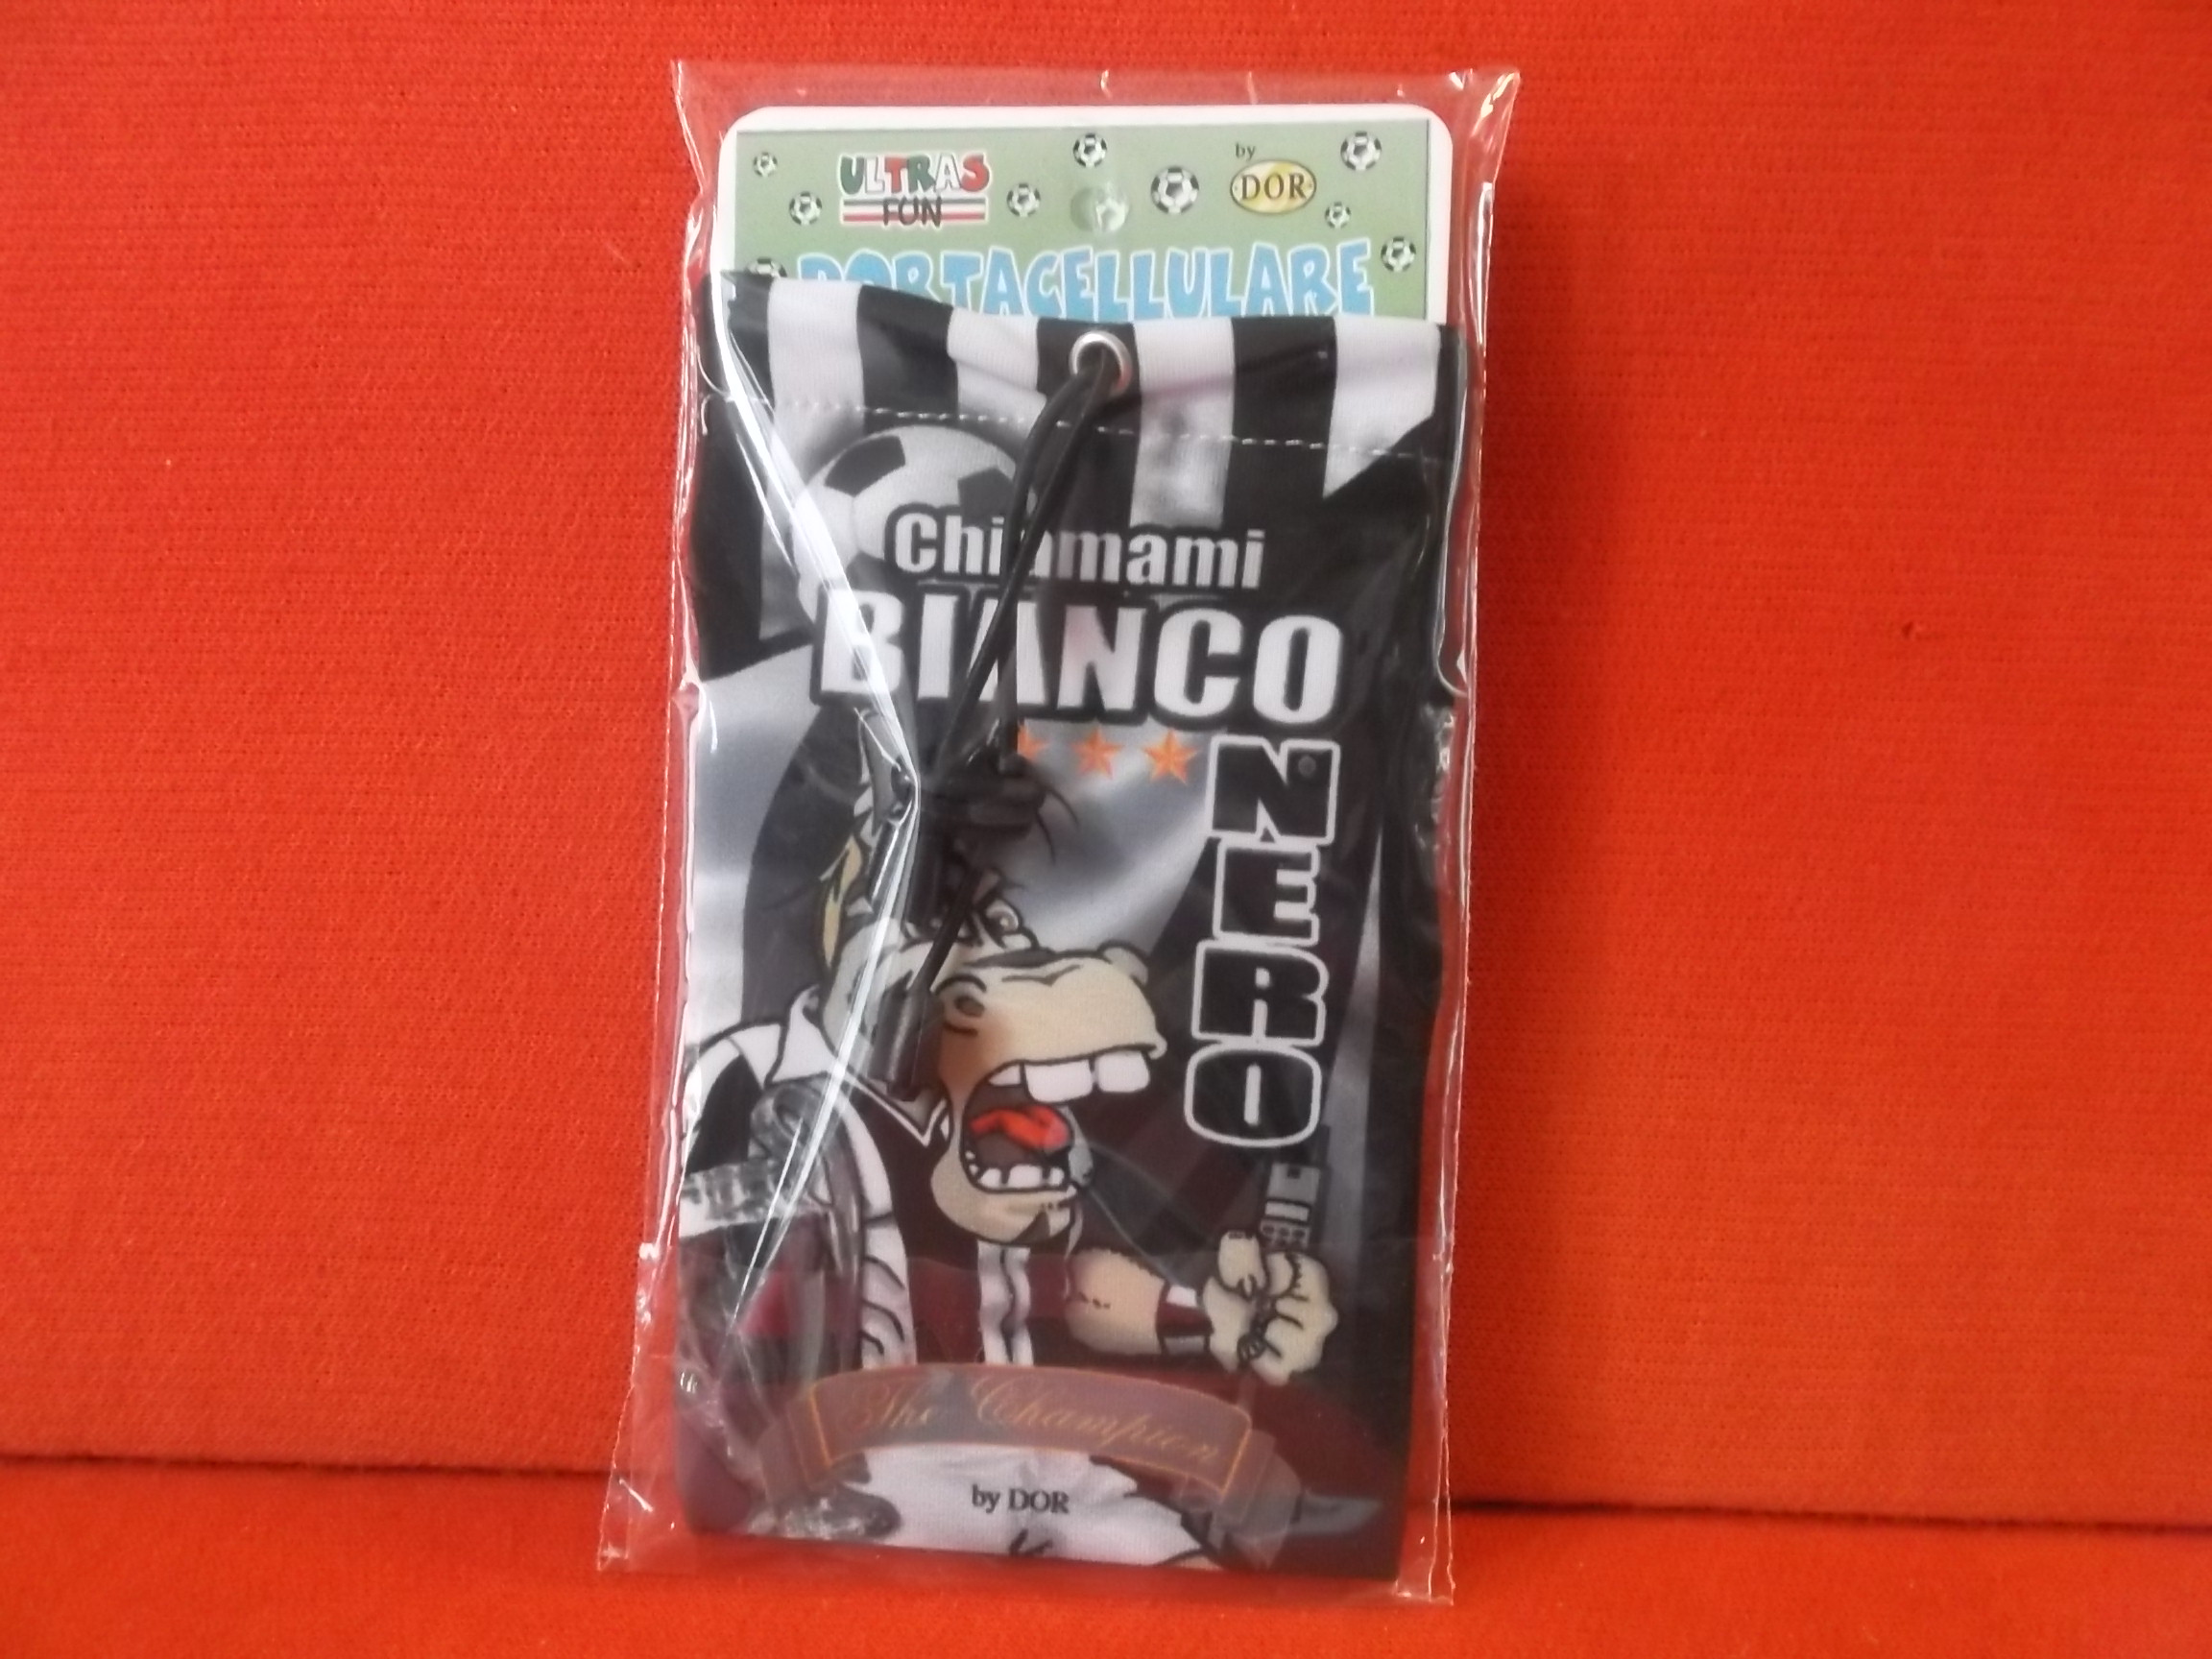 ULTRAS
FUN
by
DOR
PORTACELLULARE
Chiamami
BIANCO
NERO
The Champion
by DOR